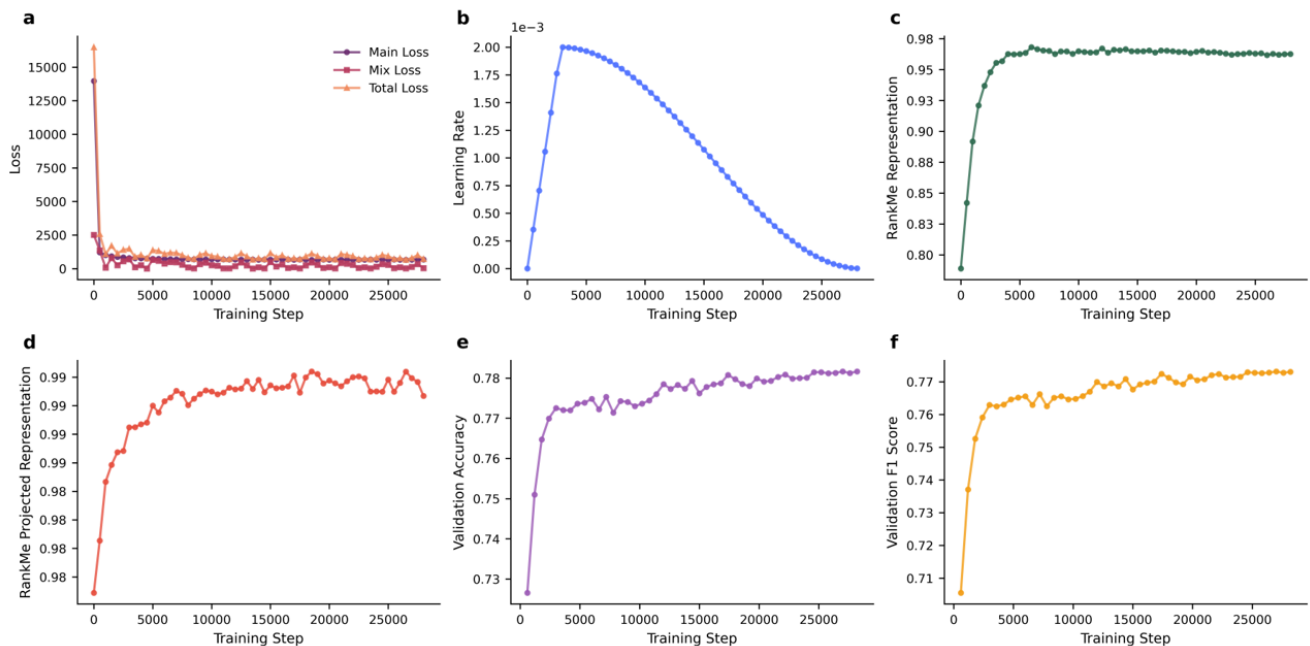 a
15000
12500
10000
7500
5000
2500
0
Loss
Main Loss
Mix Loss
Total Loss
0 5000 10000 15000 20000 25000
Training Step
b
1e−3
2.00
1.75
1.50
1.25
1.00
0.75
0.50
0.25
0.00
Learning Rate
0 5000 10000 15000 20000 25000
Training Step
c
0.98
0.95
0.93
0.90
0.88
0.85
0.83
0.80
RankMe Representation
0 5000 10000 15000 20000 25000
Training Step
d
0.99
0.99
0.99
0.99
0.98
0.98
0.98
0.98
RankMe Projected Representation
0 5000 10000 15000 20000 25000
Training Step
e
0.78
0.77
0.76
0.75
0.74
0.73
Validation Accuracy
0 5000 10000 15000 20000 25000
Training Step
f
0.77
0.76
0.75
0.74
0.73
0.72
0.71
Validation F1 Score
0 5000 10000 15000 20000 25000
Training Step